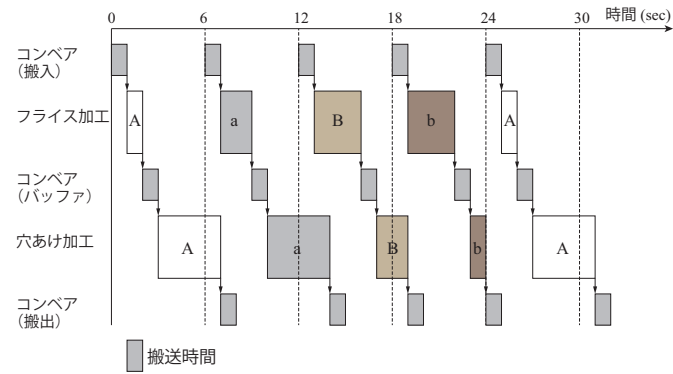 0 6 12 18 24 30 時間 (sec)
コンベア
（搬入）
フライス加工 A a B b A
コンベア
（バッファ）
穴あけ加工 A a B b A
コンベア
（搬出）
搬送時間